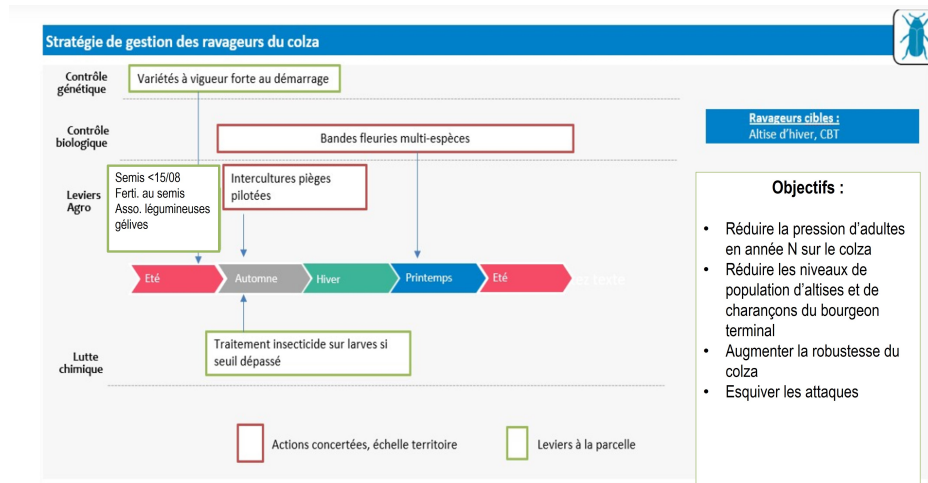 Stratégie de gestion des ravageurs du colza
Contrôle
génétique
Variétés à vigueur forte au démarrage
Contrôle
biologique
Bandes fleuries multi-espèces
Ravageurs cibles :
Altise d'hiver, CBT
Leviers
Agro
Semis <15/08
Ferti. au semis
Asso. légumineuses
gélives
Intercultures pièges
pilotées
Eté
Automne
Hiver
Printemps
Eté
Traitement insecticide sur larves si
seuil dépassé
Lutte
chimique
Actions concertées, échelle territoire
Leviers à la parcelle
Objectifs :
• Réduire la pression d'adultes
en année N sur le colza
• Réduire les niveaux de
population d'altises et de
charançons du bourgeon
terminal
• Augmenter la robustesse du
colza
• Esquiver les attaques